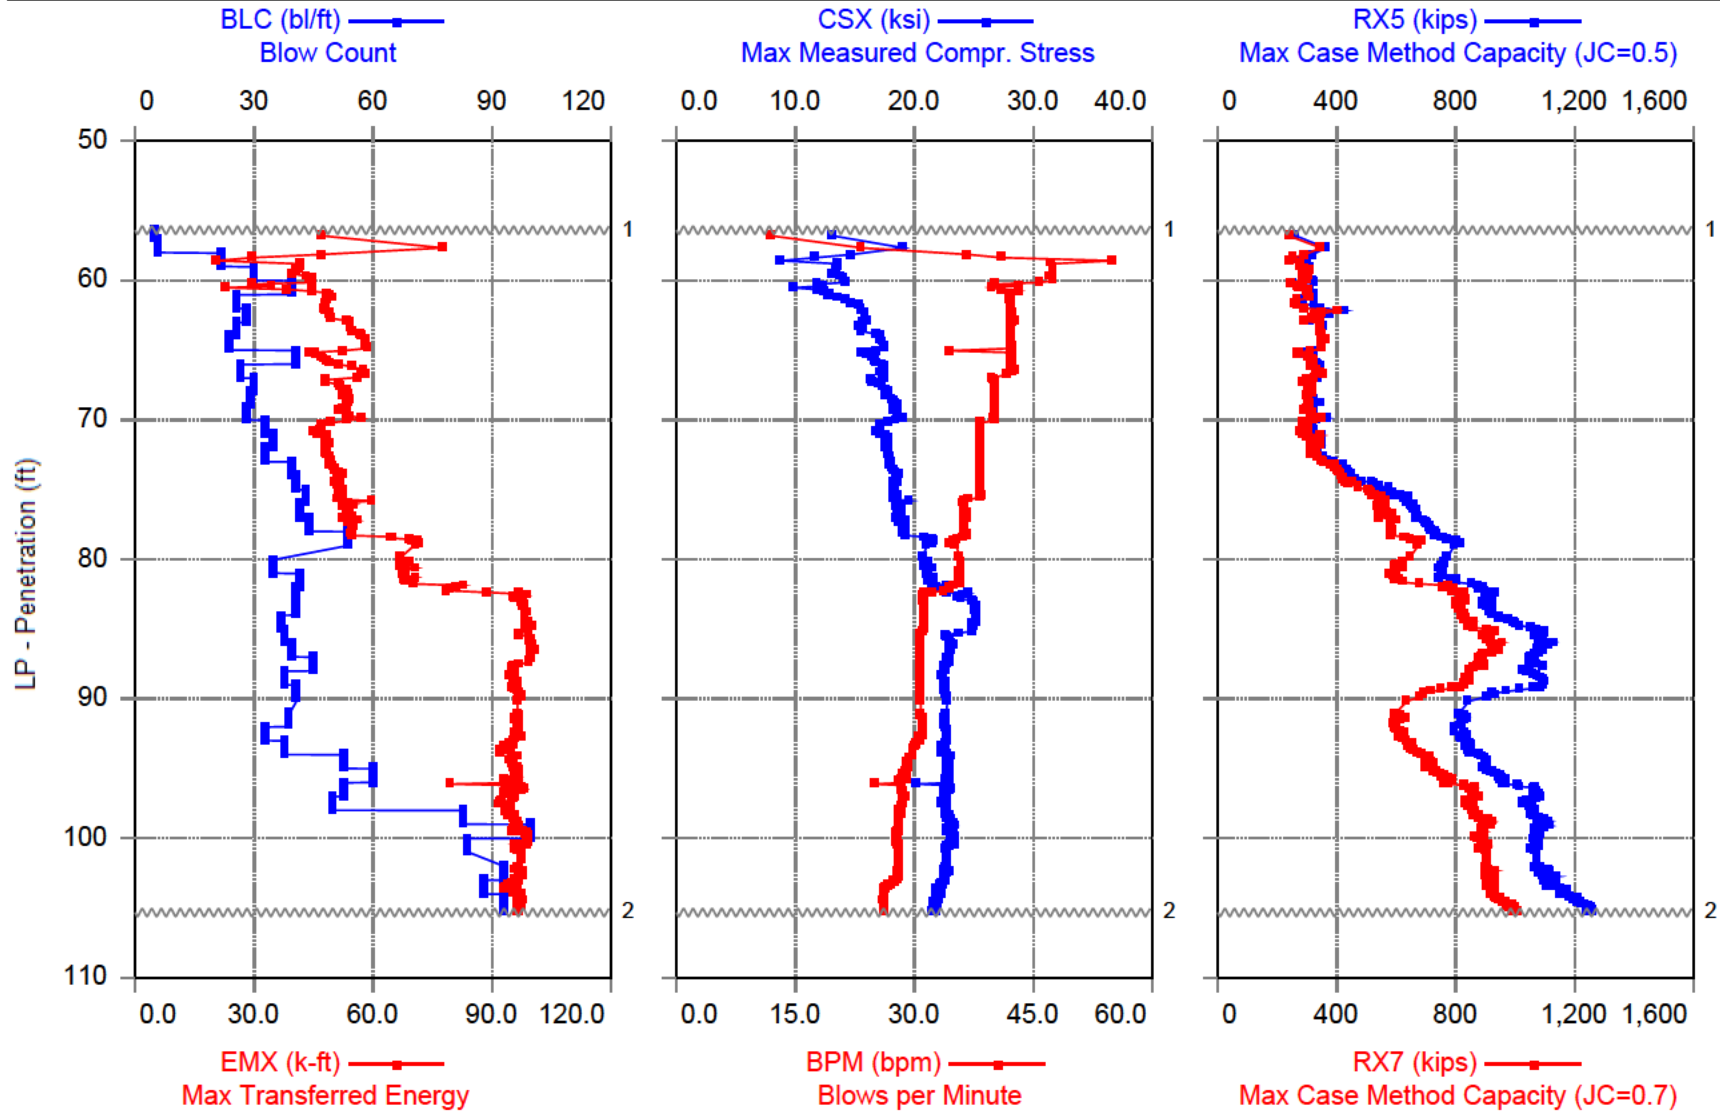 BLC (bl/ft)
Blow Count
CSX (ksi)
Max Measured Compr. Stress
RX5 (kips)
Max Case Method Capacity (JC=0.5)
0 30 60 90 120
0.0 10.0 20.0 30.0 40.0
0 400 800 1,200 1,600
50
60
70
80
90
100
110
LP - Penetration (ft)
1
1
1
2
2
2
0.0 30.0 60.0 90.0 120.0
0.0 15.0 30.0 45.0 60.0
0 400 800 1,200 1,600
EMX (k-ft)
Max Transferred Energy
BPM (bpm)
Blows per Minute
RX7 (kips)
Max Case Method Capacity (JC=0.7)